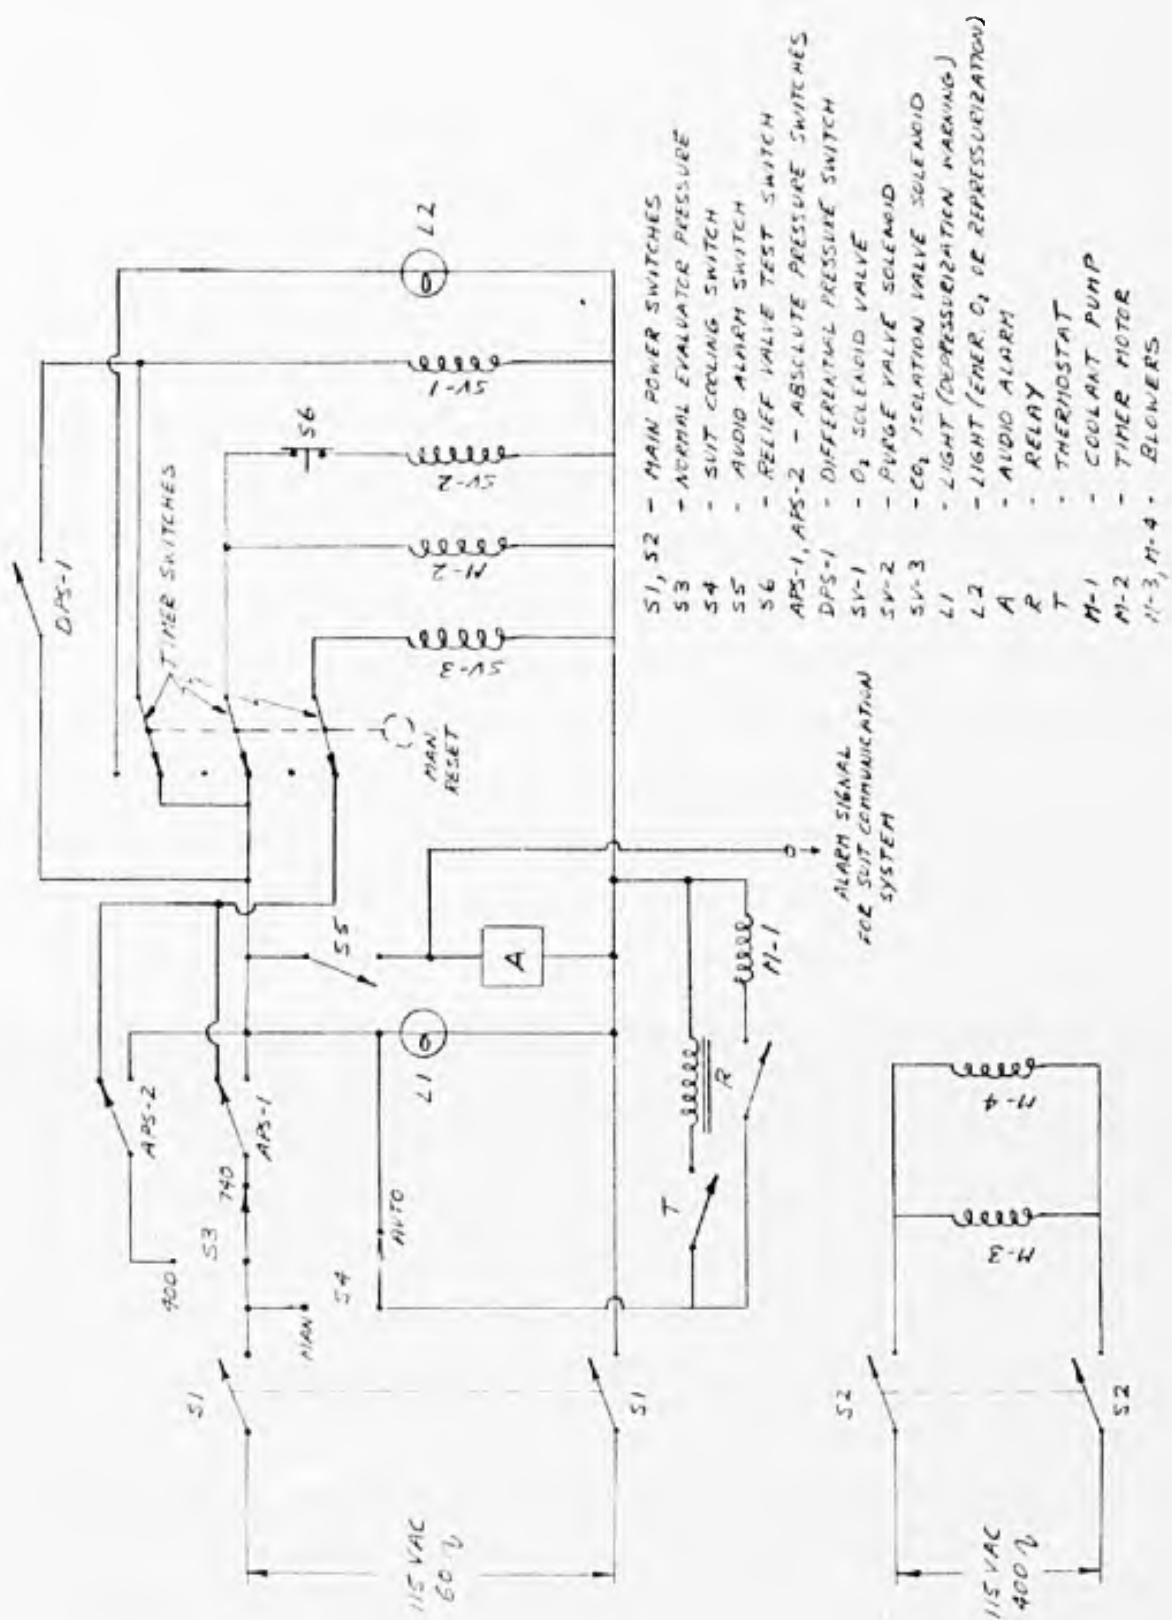 DPS-1
TIMER SWITCHES
S6
L2
SV-1
SV-2
M-2
SV-3
MAN.
RESET
APS-2
APS-1
S5
A
L1
400
S3
740
MAN
S4
AUTO
T
R
M-1
S1
S1
115 VAC
60 ~
ALARM SIGNAL
FOR SUIT COMMUNICATION
SYSTEM
M-4
M-3
S2
S2
115 VAC
400 ~
S1, S2 - MAIN POWER SWITCHES
S3 - NORMAL EVALUATOR PRESSURE
S4 - SUIT COOLING SWITCH
S5 - AUDIO ALARM SWITCH
S6 - RELIEF VALVE TEST SWITCH
APS-1, APS-2 - ABSOLUTE PRESSURE SWITCHES
DPS-1 - DIFFERENTIAL PRESSURE SWITCH
SV-1 - O₂ SOLENOID VALVE
SV-2 - PURGE VALVE SOLENOID
SV-3 - CO₂ ISOLATION VALVE SOLENOID
L1 - LIGHT (DEPRESSURIZATION WARNING)
L2 - LIGHT (EMER. O₂ OR REPRESSURIZATION)
A - AUDIO ALARM
R - RELAY
T - THERMOSTAT
M-1 - COOLANT PUMP
M-2 - TIMER MOTOR
M-3, M-4 - BLOWERS